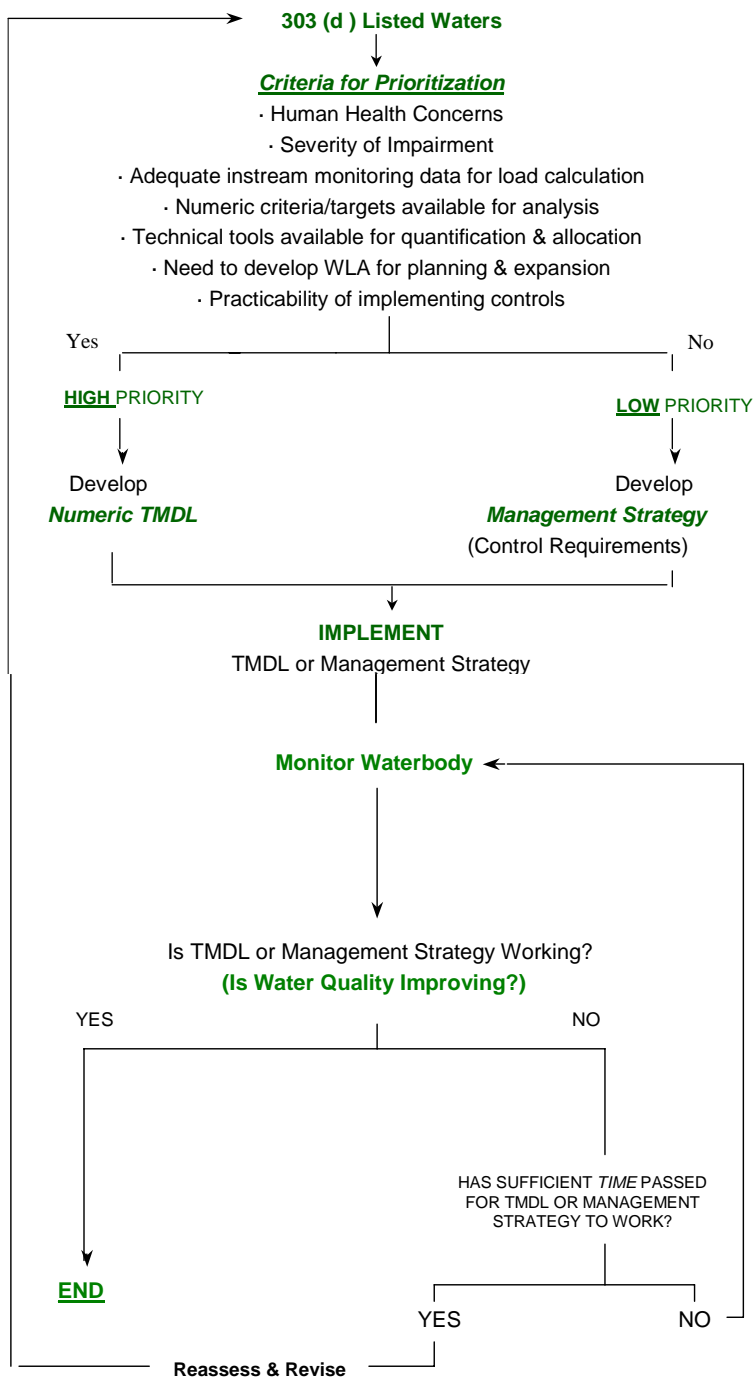 303 (d ) Listed Waters
Criteria for Prioritization
· Human Health Concerns
· Severity of Impairment
· Adequate instream monitoring data for load calculation
· Numeric criteria/targets available for analysis
· Technical tools available for quantification & allocation
· Need to develop WLA for planning & expansion
· Practicability of implementing controls
Yes
No
HIGH PRIORITY
LOW PRIORITY
Develop
Numeric TMDL
Develop
Management Strategy
(Control Requirements)
IMPLEMENT
TMDL or Management Strategy
Monitor Waterbody
Is TMDL or Management Strategy Working?
(Is Water Quality Improving?)
YES
NO
HAS SUFFICIENT TIME PASSED
FOR TMDL OR MANAGEMENT
STRATEGY TO WORK?
END
YES
NO
Reassess & Revise